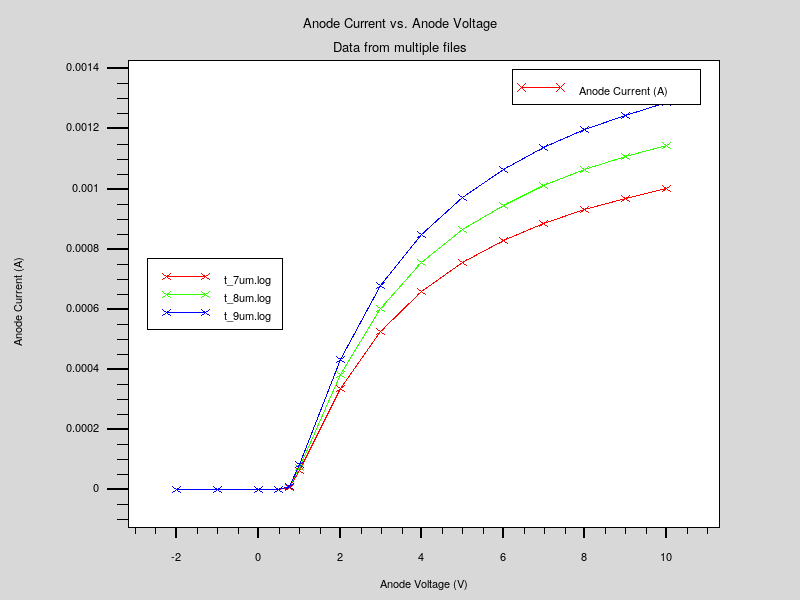 Anode Current vs. Anode Voltage
Data from multiple files
Anode Current (A)
0.0014
0.0012
0.001
0.0008
0.0006
0.0004
0.0002
0
t_7um.log
t_8um.log
t_9um.log
Anode Current (A)
-2
0
2
4
6
8
10
Anode Voltage (V)